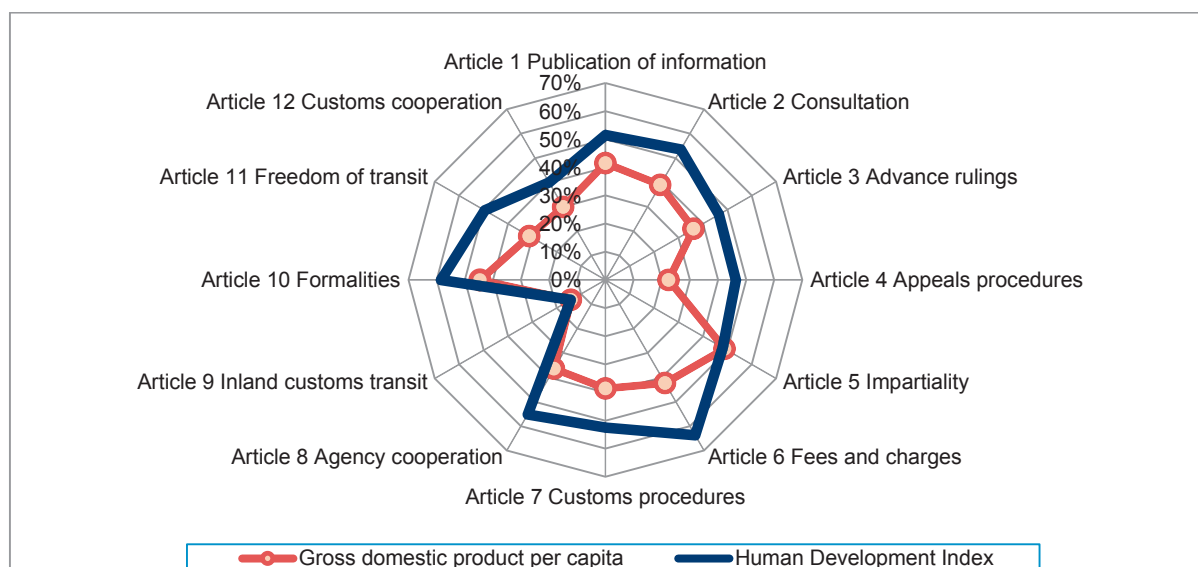 Article 1 Publication of information
70%
Article 12 Customs cooperation
Article 2 Consultation
60%
50%
Article 11 Freedom of transit
40%
Article 3 Advance rulings
30%
20%
10%
Article 10 Formalities
0%
Article 4 Appeals procedures
Article 9 Inland customs transit
Article 5 Impartiality
Article 8 Agency cooperation
Article 6 Fees and charges
Article 7 Customs procedures
Gross domestic product per capita
Human Development Index